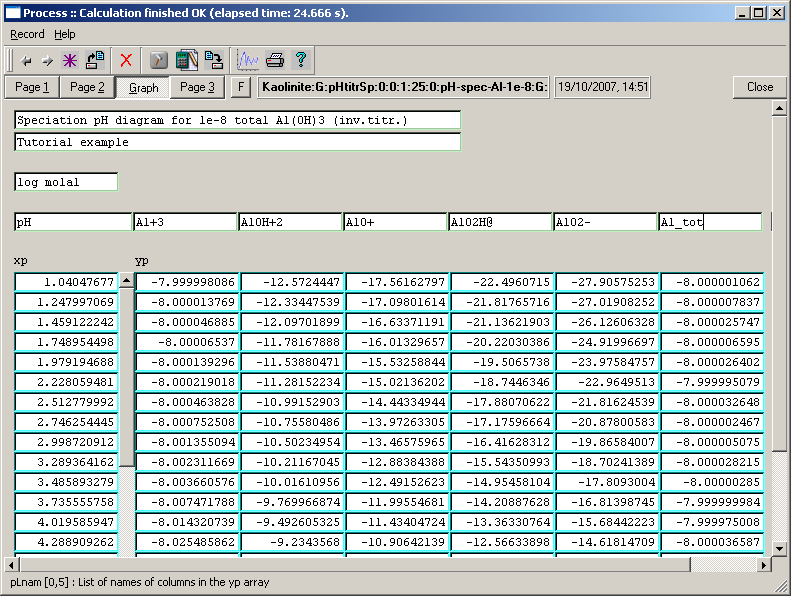 Process :: Calculation finished OK (elapsed time: 24.666 s).
Record Help
Page 1 Page 2 Graph Page 3 F Kaolinite:G:pHtitrSp:0:0:1:25:0:pH-spec-Al-1e-8:G: 19/10/2007, 14:51 Close
Speciation pH diagram for 1e-8 total Al(OH)3 (inv.titr.)
Tutorial example
log molal
pH Al+3 AlOH+2 AlO+ AlO2H@ AlO2- Al_tot
xp yp
1.04047677 -7.999998086 -12.5724447 -17.56162797 -22.4960715 -27.90575253 -8.000001062
1.247997069 -8.000013769 -12.33447539 -17.09801614 -21.81765716 -27.01908252 -8.000007837
1.459122242 -8.000046885 -12.09701899 -16.63371191 -21.13621903 -26.12606328 -8.000025747
1.748954498 -8.00006537 -11.78167888 -16.01329657 -20.22030386 -24.91996697 -8.000006595
1.979194688 -8.000139296 -11.53880471 -15.53258844 -19.5065738 -23.97584757 -8.000026402
2.228059481 -8.000219018 -11.28152234 -15.02136202 -18.7446346 -22.9649513 -7.999995079
2.512779992 -8.000463828 -10.99152903 -14.44334944 -17.88070622 -21.81624539 -8.000032648
2.746254445 -8.000752508 -10.75580486 -13.97263305 -17.17596664 -20.87800583 -8.000002467
2.998720912 -8.001355094 -10.50234954 -13.46575965 -16.41628312 -19.86584007 -8.000005075
3.289364162 -8.002311669 -10.21167045 -12.88384388 -15.54350993 -18.70241389 -8.000028215
3.485893279 -8.003660576 -10.01610956 -12.49152623 -14.95458104 -17.8093004 -8.00000285
3.735555758 -8.007471788 -9.769966874 -11.99554681 -14.20887628 -16.81398745 -7.999999984
4.019585947 -8.014320739 -9.492605325 -11.43404724 -13.36330764 -15.68442223 -7.999975008
4.288909262 -8.025485862 -9.2343568 -10.90642139 -12.56633898 -14.61814709 -8.000036587
pLnam [0,5] : List of names of columns in the yp array